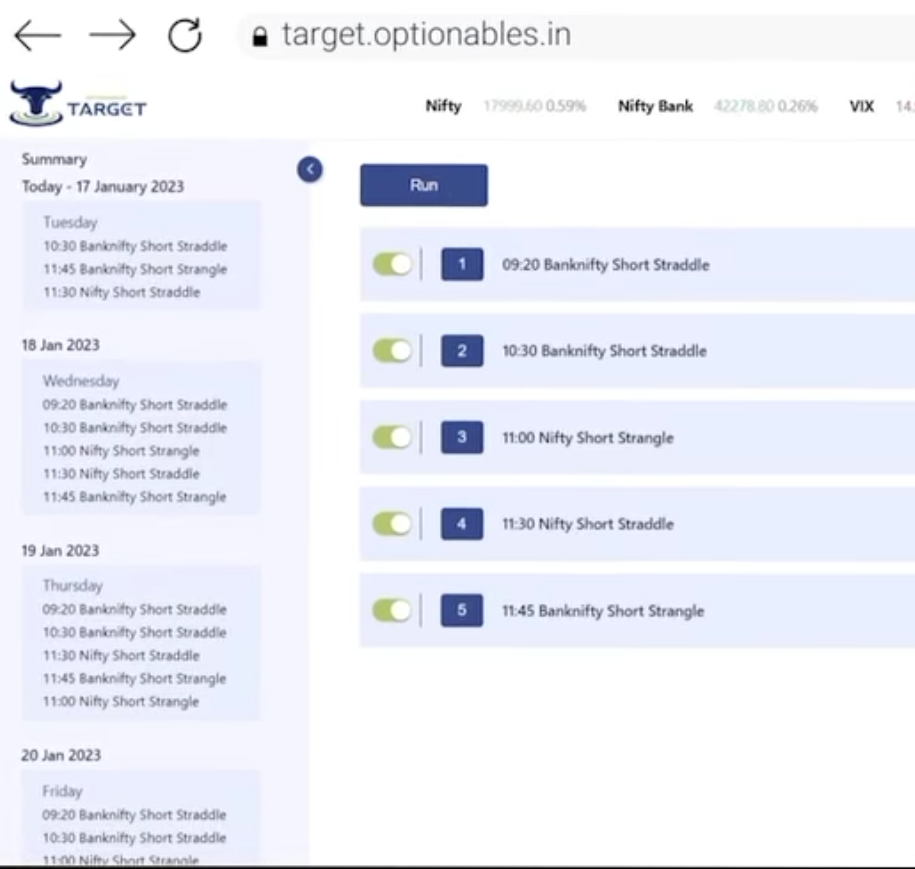 target.optionables.in
TARGET
Nifty 17999.60 0.59% Nifty Bank 42278.80 0.26% VIX 14.
Summary
Today - 17 January 2023
Tuesday
10:30 Banknifty Short Straddle
11:45 Banknifty Short Strangle
11:30 Nifty Short Straddle
18 Jan 2023
Wednesday
09:20 Banknifty Short Straddle
10:30 Banknifty Short Straddle
11:00 Nifty Short Strangle
11:30 Nifty Short Straddle
11:45 Banknifty Short Strangle
19 Jan 2023
Thursday
09:20 Banknifty Short Straddle
10:30 Banknifty Short Straddle
11:30 Nifty Short Straddle
11:45 Banknifty Short Strangle
11:00 Nifty Short Strangle
20 Jan 2023
Friday
09:20 Banknifty Short Straddle
10:30 Banknifty Short Straddle
11:00 Nifty Short Strangle
Run
1 09:20 Banknifty Short Straddle
2 10:30 Banknifty Short Straddle
3 11:00 Nifty Short Strangle
4 11:30 Nifty Short Straddle
5 11:45 Banknifty Short Strangle